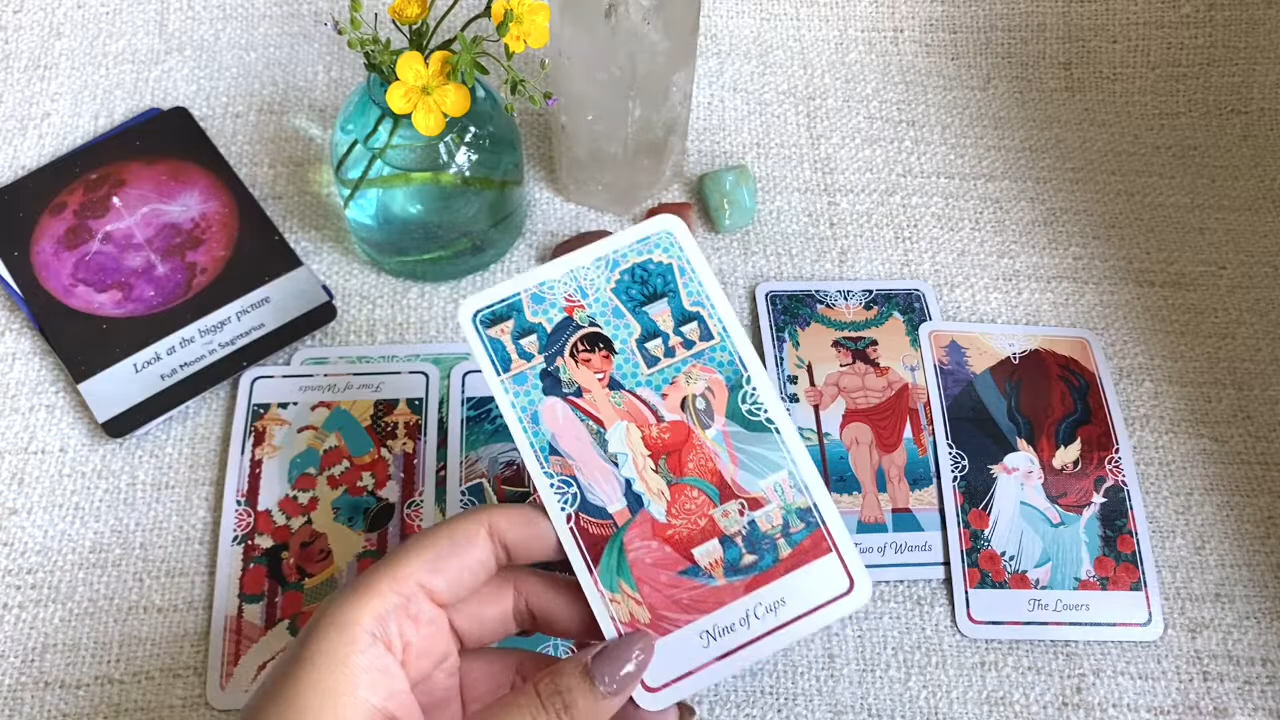 Look at the bigger picture
Full Moon in Sagittarius
Four of Wands
Nine of Cups
Two of Wands
VI
The Lovers